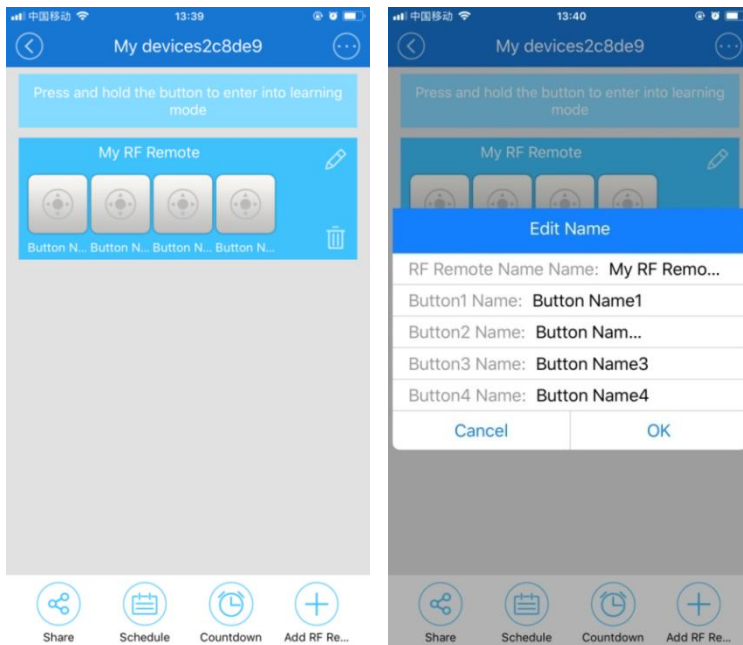 中国移动
13:39
My devices2c8de9
Press and hold the button to enter into learning
mode
My RF Remote
Button N... Button N... Button N... Button N...
Share Schedule Countdown Add RF Re...
中国移动
13:40
My devices2c8de9
Press and hold the button to enter into learning
mode
My RF Remote
Edit Name
RF Remote Name Name: My RF Remo...
Button1 Name: Button Name1
Button2 Name: Button Nam...
Button3 Name: Button Name3
Button4 Name: Button Name4
Cancel OK
Share Schedule Countdown Add RF Re...